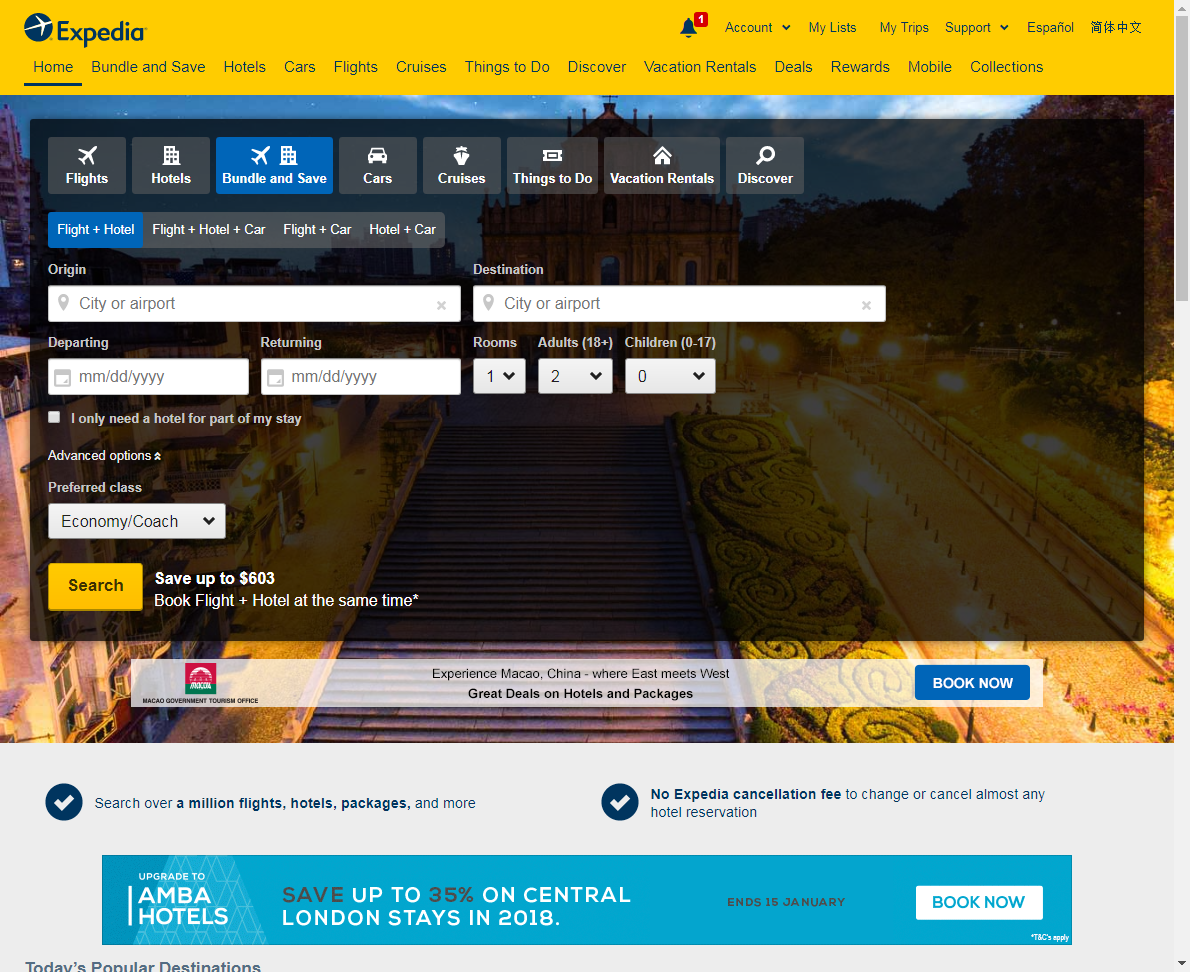 Expedia
1
Account
My Lists
My Trips
Support
Español
简体中文
Home
Bundle and Save
Hotels
Cars
Flights
Cruises
Things to Do
Discover
Vacation Rentals
Deals
Rewards
Mobile
Collections
Flights
Hotels
Bundle and Save
Cars
Cruises
Things to Do
Vacation Rentals
Discover
Flight + Hotel
Flight + Hotel + Car
Flight + Car
Hotel + Car
Origin
Destination
City or airport
City or airport
Departing
Returning
Rooms
Adults (18+)
Children (0-17)
mm/dd/yyyy
mm/dd/yyyy
1
2
0
I only need a hotel for part of my stay
Advanced options
Preferred class
Economy/Coach
Search
Save up to $603
Book Flight + Hotel at the same time*
MACAO
MACAO GOVERNMENT TOURISM OFFICE
Experience Macao, China - where East meets West
Great Deals on Hotels and Packages
BOOK NOW
Search over a million flights, hotels, packages, and more
No Expedia cancellation fee to change or cancel almost any
hotel reservation
UPGRADE TO
AMBA
HOTELS
SAVE UP TO 35% ON CENTRAL
LONDON STAYS IN 2018.
ENDS 15 JANUARY
BOOK NOW
*T&C's apply
Today's Popular Destinations